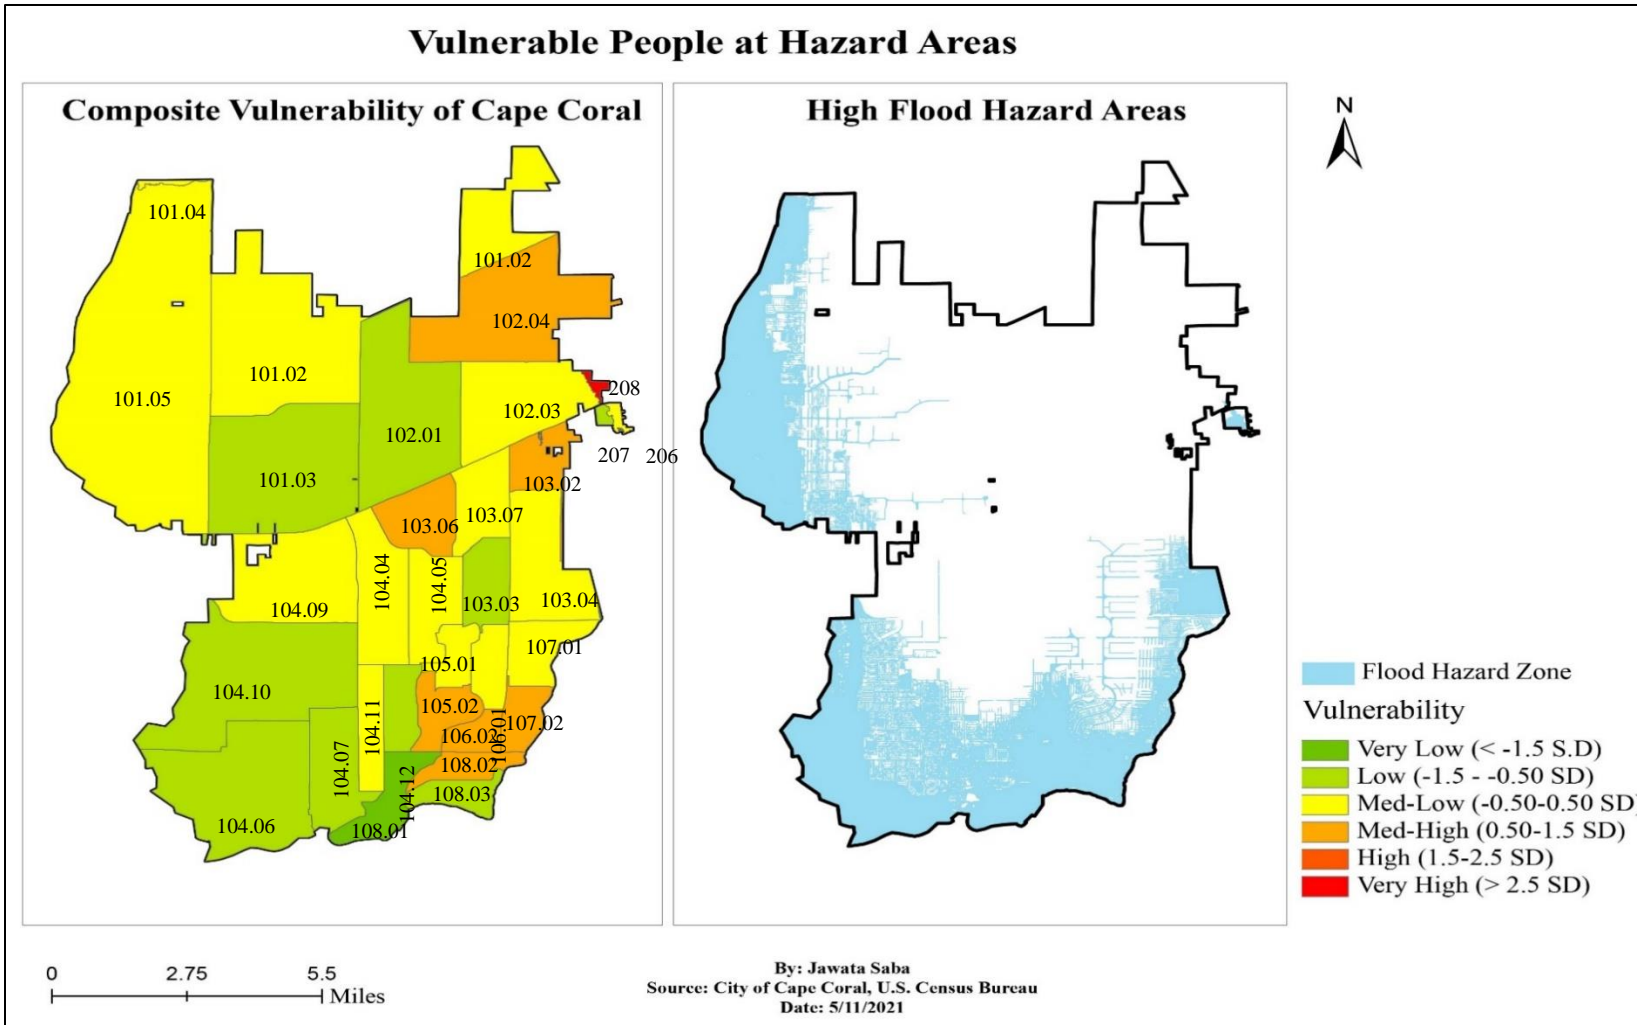 Vulnerable People at Hazard Areas
Composite Vulnerability of Cape Coral
High Flood Hazard Areas
N
101.04
101.02
102.04
101.02
101.05
208
102.03
102.01
207
206
101.03
103.02
103.06
103.07
104.04
104.05
104.09
103.03
103.04
107.01
105.01
104.10
105.02
104.11
106.01
107.02
106.02
104.07
108.02
104.12
108.03
104.06
108.01
Flood Hazard Zone
Vulnerability
Very Low (< -1.5 S.D)
Low (-1.5 - -0.50 SD)
Med-Low (-0.50-0.50 SD)
Med-High (0.50-1.5 SD)
High (1.5-2.5 SD)
Very High (> 2.5 SD)
0 2.75 5.5
Miles
By: Jawata Saba
Source: City of Cape Coral, U.S. Census Bureau
Date: 5/11/2021